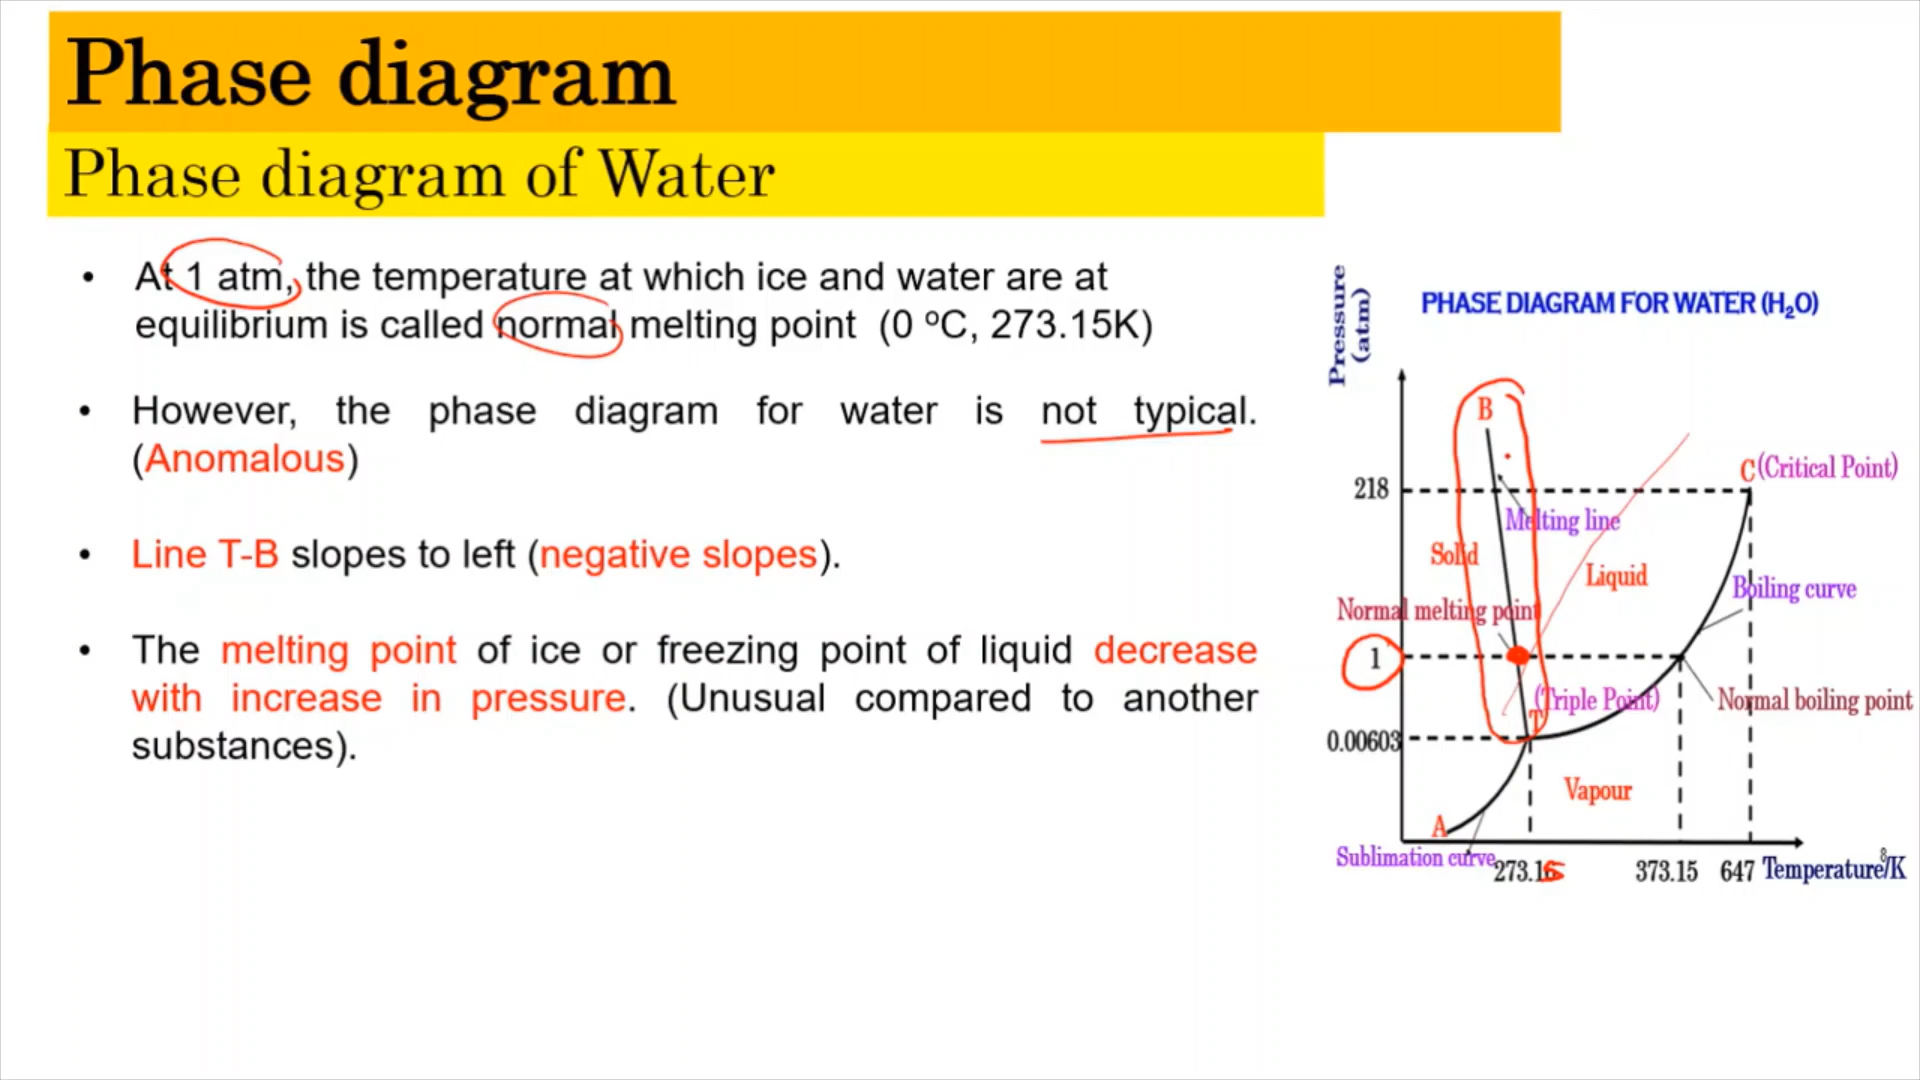 Phase diagram
Phase diagram of Water
• At 1 atm, the temperature at which ice and water are at
equilibrium is called normal melting point (0 ºC, 273.15K)
• However, the phase diagram for water is not typical.
(Anomalous)
• Line T-B slopes to left (negative slopes).
• The melting point of ice or freezing point of liquid decrease
with increase in pressure. (Unusual compared to another
substances).
Pressure
(atm)
PHASE DIAGRAM FOR WATER (H₂O)
B
C (Critical Point)
218
Melting line
Solid
Liquid
Boiling curve
Normal melting point
1
(Triple Point)
T
Normal boiling point
0.00603
Vapour
A
Sublimation curve
273.15
373.15
647
Temperature/K
8